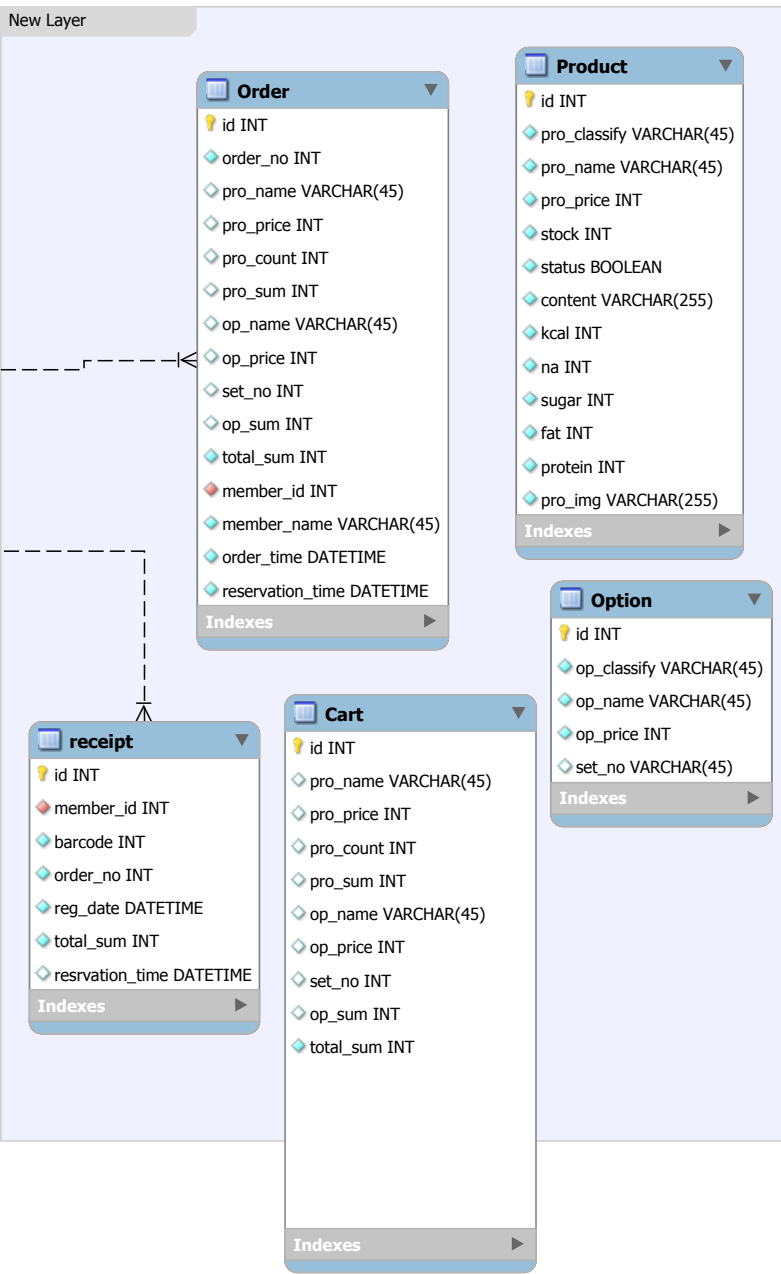 New Layer
Order
id INT
order_no INT
pro_name VARCHAR(45)
pro_price INT
pro_count INT
pro_sum INT
op_name VARCHAR(45)
op_price INT
set_no INT
op_sum INT
total_sum INT
member_id INT
member_name VARCHAR(45)
order_time DATETIME
reservation_time DATETIME
Indexes
Product
id INT
pro_classify VARCHAR(45)
pro_name VARCHAR(45)
pro_price INT
stock INT
status BOOLEAN
content VARCHAR(255)
kcal INT
na INT
sugar INT
fat INT
protein INT
pro_img VARCHAR(255)
Indexes
Option
id INT
op_classify VARCHAR(45)
op_name VARCHAR(45)
op_price INT
set_no VARCHAR(45)
Indexes
receipt
id INT
member_id INT
barcode INT
order_no INT
reg_date DATETIME
total_sum INT
resrvation_time DATETIME
Indexes
Cart
id INT
pro_name VARCHAR(45)
pro_price INT
pro_count INT
pro_sum INT
op_name VARCHAR(45)
op_price INT
set_no INT
op_sum INT
total_sum INT
Indexes